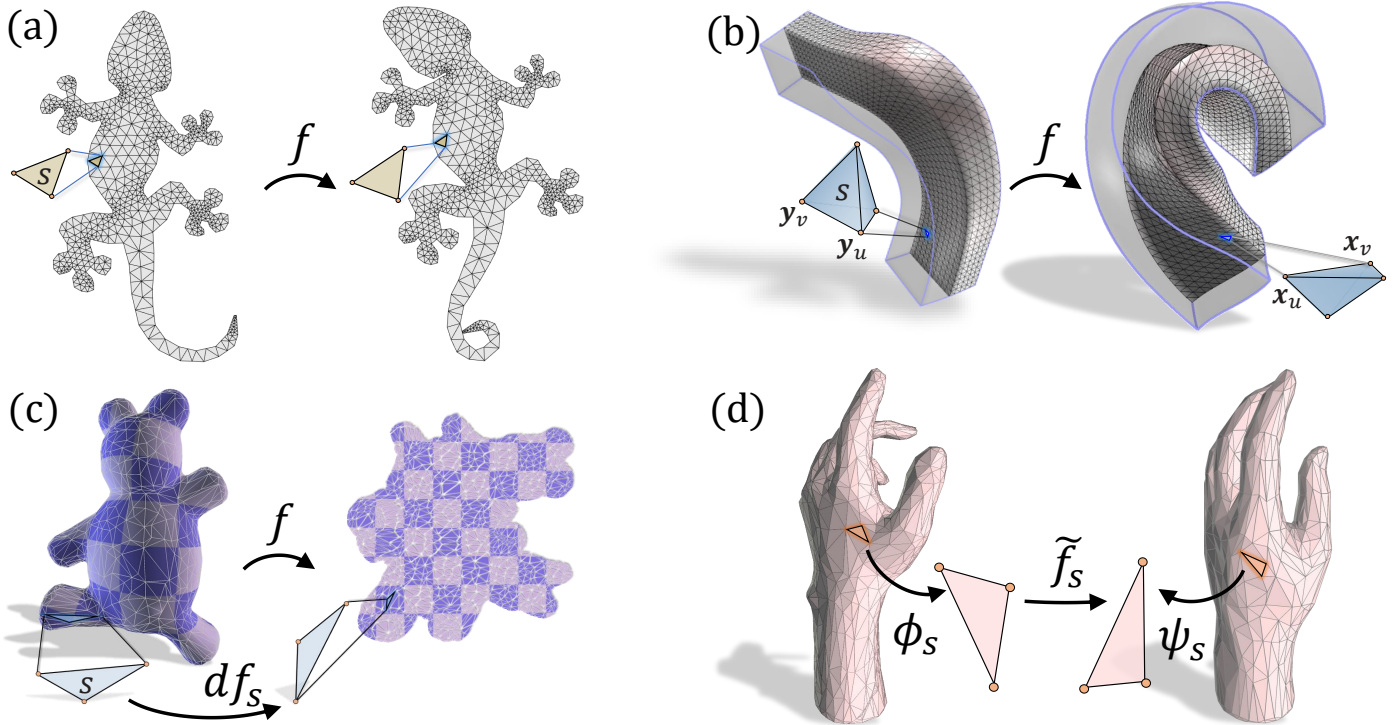 (a)
f
s
(b)
f
s
y_v
y_u
x_v
x_u
(c)
f
s
df_s
(d)
f̃_s
ϕ_s
ψ_s